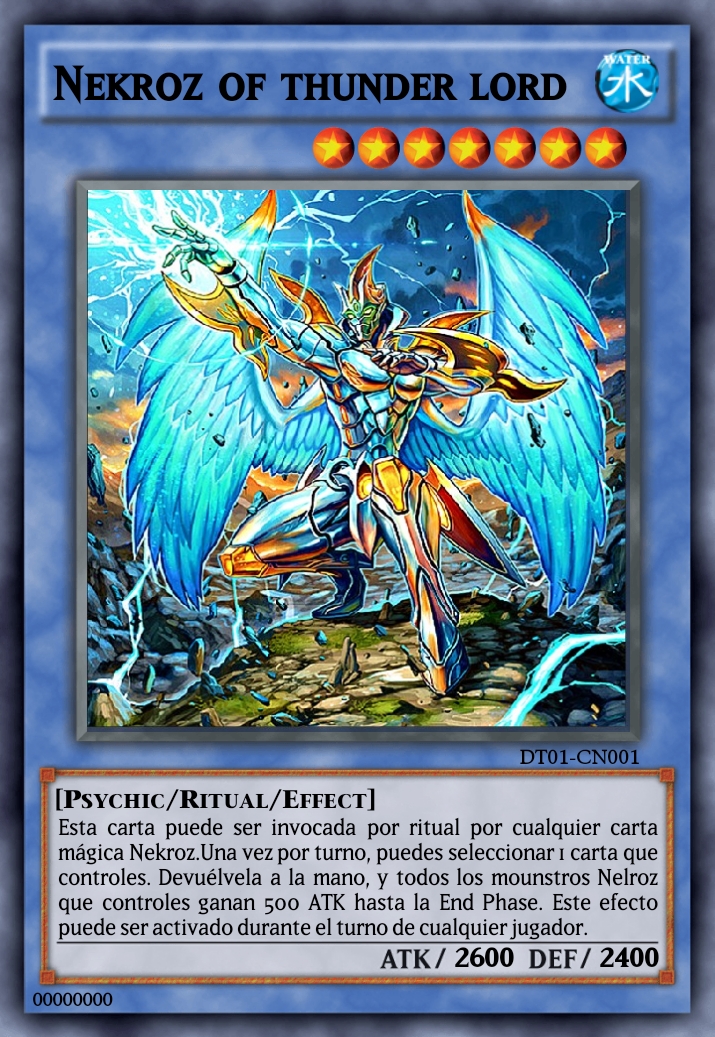 Nekroz of thunder lord
WATER
水
DT01-CN001
[Psychic/Ritual/Effect]
Esta carta puede ser invocada por ritual por cualquier carta
mágica Nekroz.Una vez por turno, puedes seleccionar 1 carta que
controles. Devuélvela a la mano, y todos los mounstros Nelroz
que controles ganan 500 ATK hasta la End Phase. Este efecto
puede ser activado durante el turno de cualquier jugador.
ATK/ 2600 DEF/ 2400
00000000